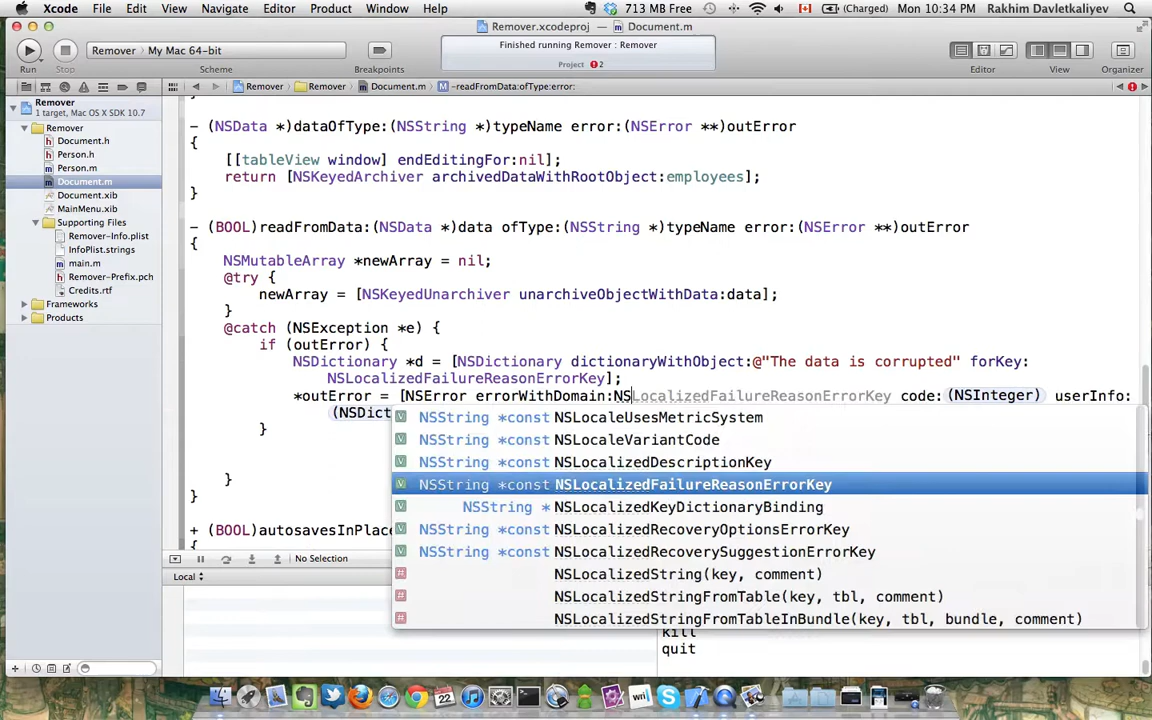 Xcode File Edit View Navigate Editor Product Window Help 713 MB Free (Charged) Mon 10:34 PM Rakhim Davletkaliyev
Remover.xcodeproj — Document.m
Run Stop Remover My Mac 64-bit Scheme Breakpoints Finished running Remover : Remover Project 2 Editor View Organizer
Remover Remover Document.m -readFromData:ofType:error:
Remover
1 target, Mac OS X SDK 10.7
Remover
Document.h
Person.h
Person.m
Document.m
Document.xib
MainMenu.xib
Supporting Files
Remover-Info.plist
InfoPlist.strings
main.m
Remover-Prefix.pch
Credits.rtf
Frameworks
Products
}
- (NSData *)dataOfType:(NSString *)typeName error:(NSError **)outError
{
[[tableView window] endEditingFor:nil];
return [NSKeyedArchiver archivedDataWithRootObject:employees];
}
- (BOOL)readFromData:(NSData *)data ofType:(NSString *)typeName error:(NSError **)outError
{
NSMutableArray *newArray = nil;
@try {
newArray = [NSKeyedUnarchiver unarchiveObjectWithData:data];
}
@catch (NSException *e) {
if (outError) {
NSDictionary *d = [NSDictionary dictionaryWithObject:@"The data is corrupted" forKey:
NSLocalizedFailureReasonErrorKey];
*outError = [NSError errorWithDomain:NSLocalizedFailureReasonErrorKey code:(NSInteger) userInfo:
(NSDict
}
}
}
+ (BOOL)autosavesInPlace
{
NSString *const NSLocaleUsesMetricSystem
NSString *const NSLocaleVariantCode
NSString *const NSLocalizedDescriptionKey
NSString *const NSLocalizedFailureReasonErrorKey
NSString * NSLocalizedKeyDictionaryBinding
NSString *const NSLocalizedRecoveryOptionsErrorKey
NSString *const NSLocalizedRecoverySuggestionErrorKey
NSLocalizedString(key, comment)
NSLocalizedStringFromTable(key, tbl, comment)
NSLocalizedStringFromTableInBundle(key, tbl, bundle, comment)
No Selection
Local
kill
quit
22